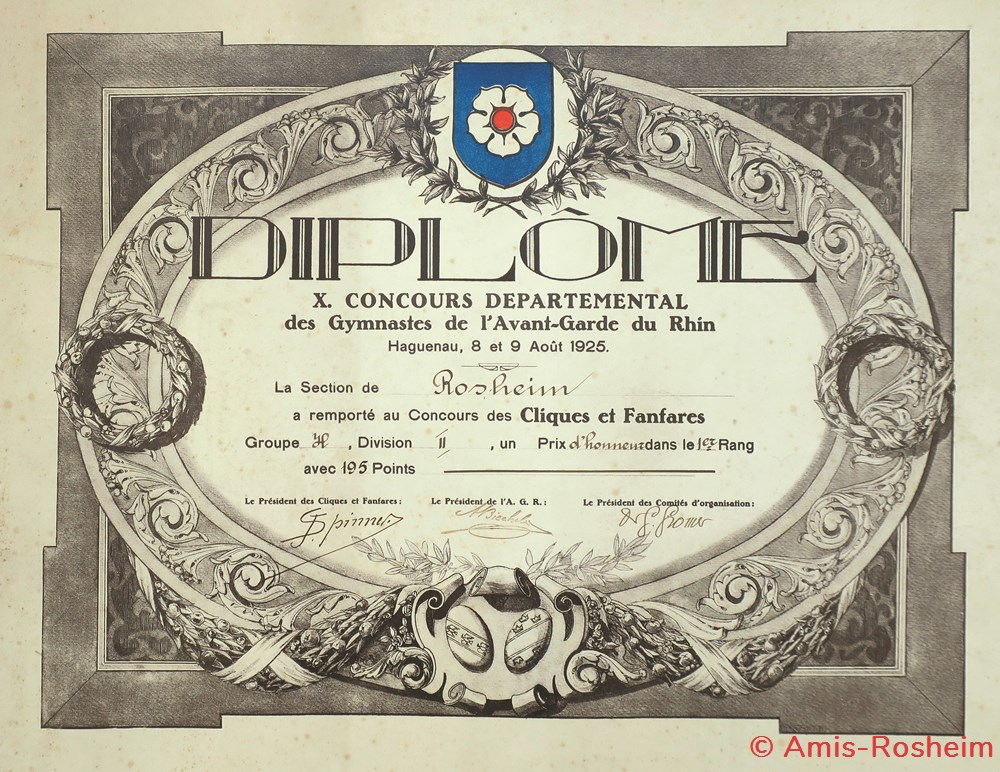 DIPLÔME
X. CONCOURS DEPARTEMENTAL
des Gymnastes de l'Avant-Garde du Rhin
Haguenau, 8 et 9 Août 1925.
La Section de Rosheim
a remporté au Concours des Cliques et Fanfares
Groupe H, Division II, un Prix d'honneur dans le 1er Rang
avec 195 Points
Le Président des Cliques et Fanfares: Le Président de l'A. G. R.: Le Président des Comités d'organisation:
© Amis-Rosheim